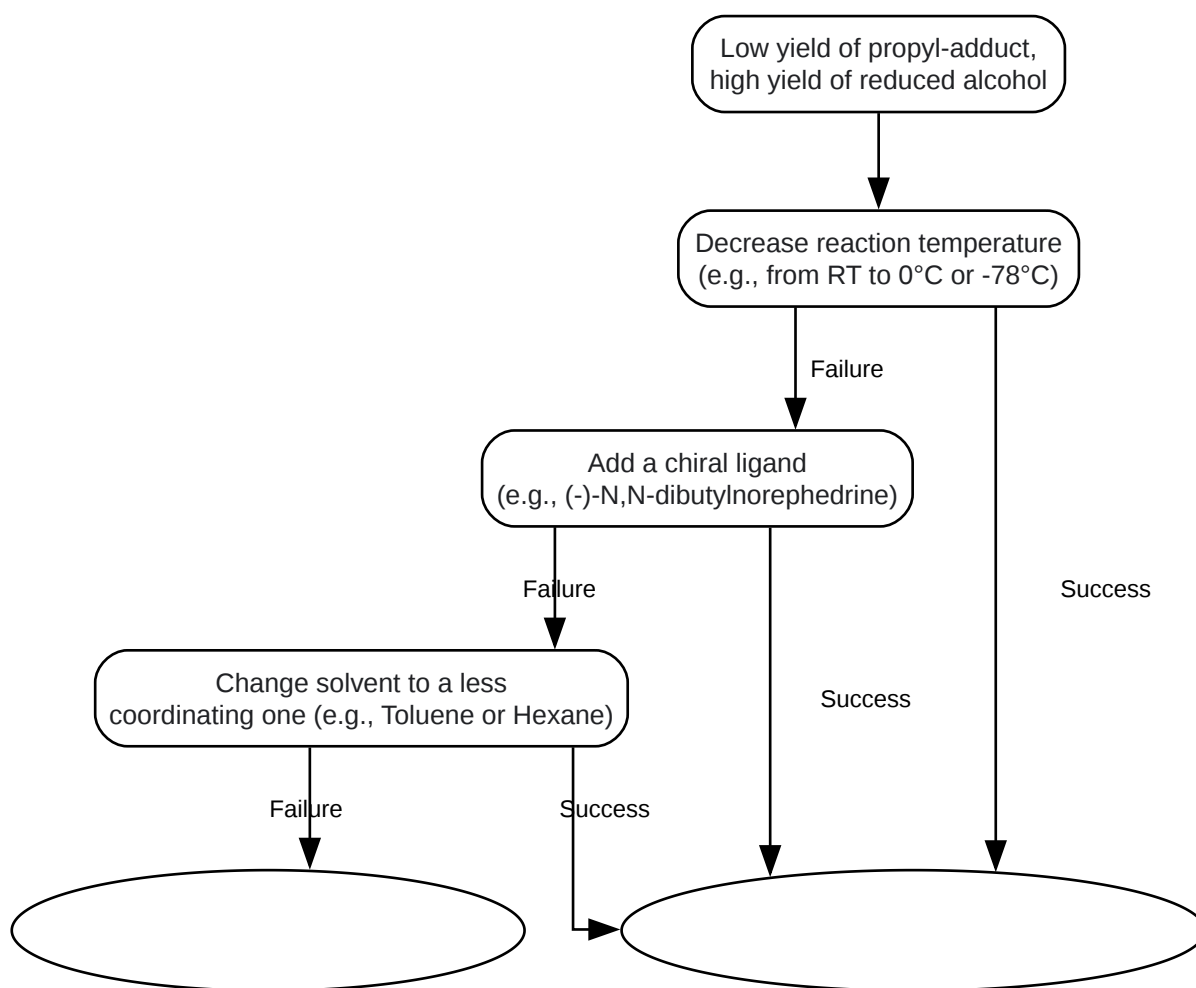 Low yield of propyl-adduct,
high yield of reduced alcohol
Decrease reaction temperature
(e.g., from RT to 0°C or -78°C)
Failure
Add a chiral ligand
(e.g., (-)-N,N-dibutylnorephedrine)
Failure
Success
Change solvent to a less
coordinating one (e.g., Toluene or Hexane)
Success
Failure
Success